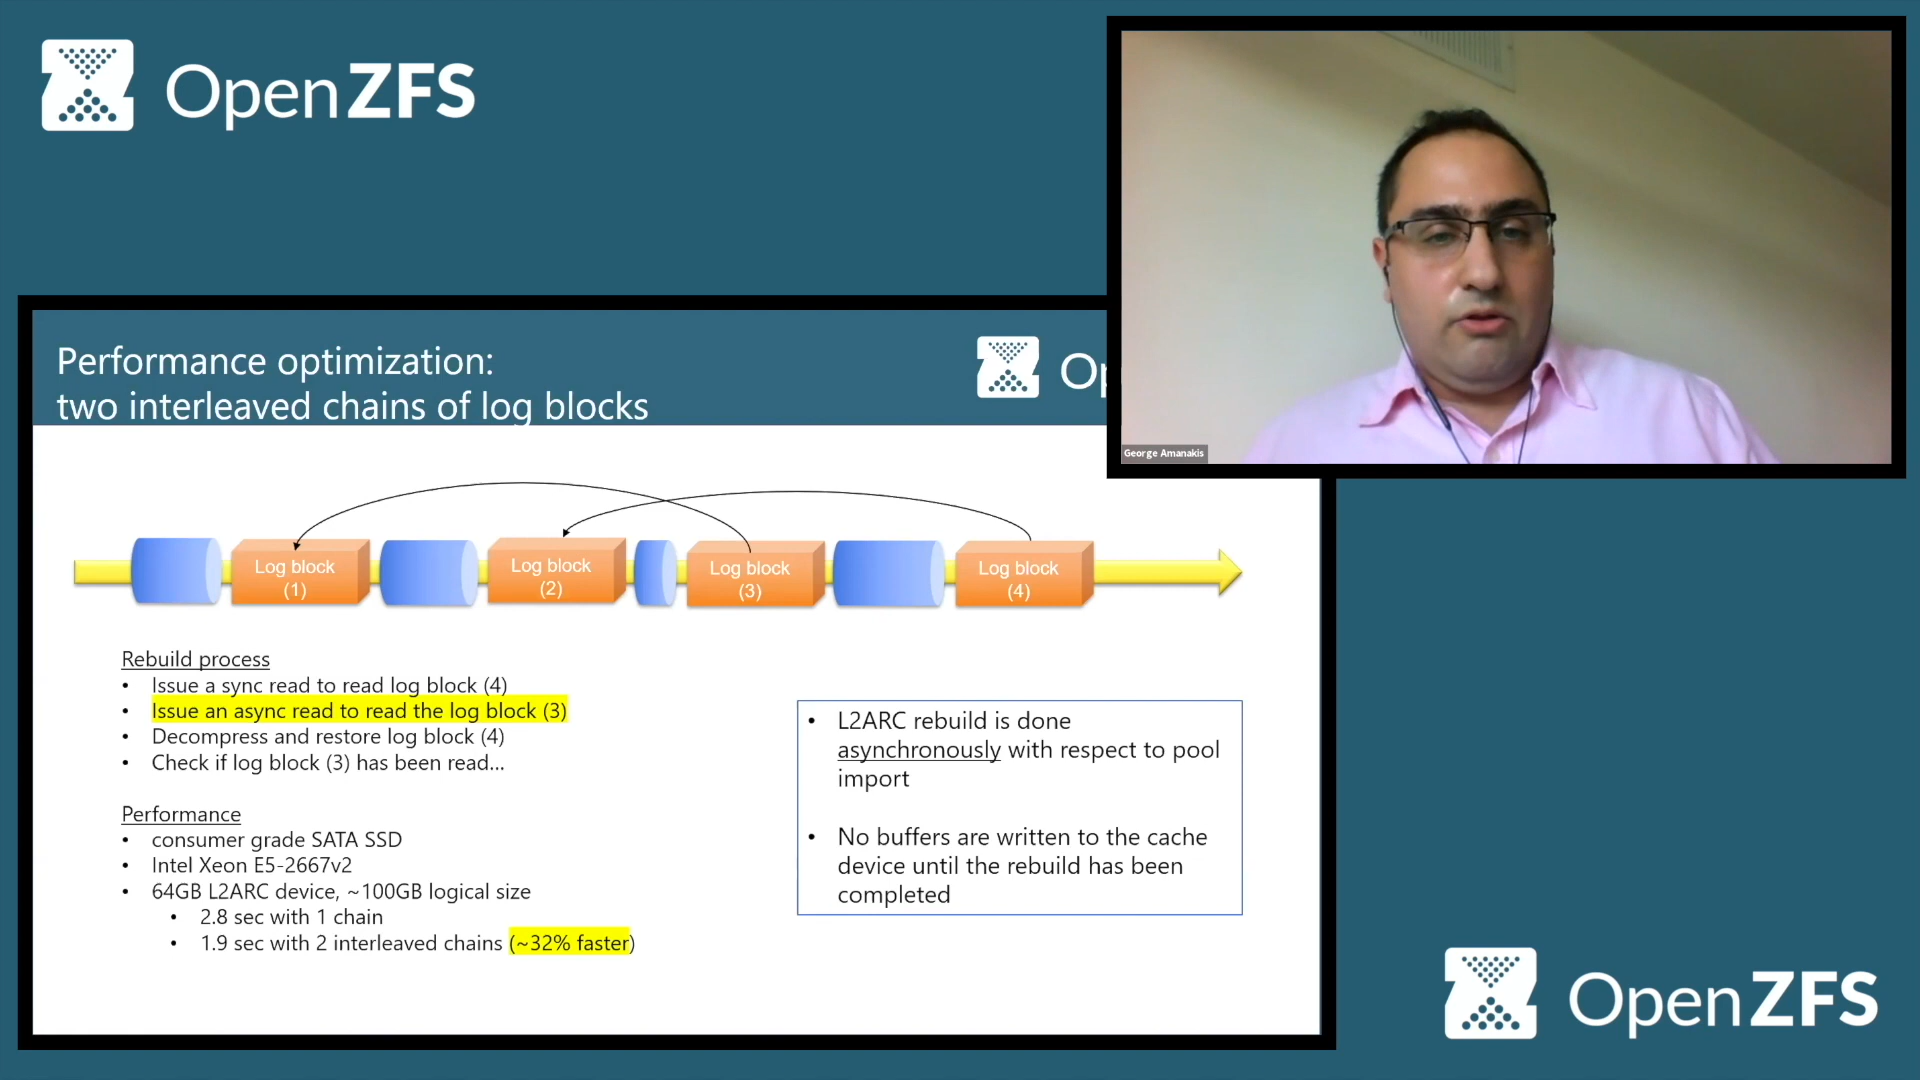 OpenZFS
George Amanakis
Performance optimization:
two interleaved chains of log blocks
Op
Log block
(1)
Log block
(2)
Log block
(3)
Log block
(4)
Rebuild process
• Issue a sync read to read log block (4)
• Issue an async read to read the log block (3)
• Decompress and restore log block (4)
• Check if log block (3) has been read...
Performance
• consumer grade SATA SSD
• Intel Xeon E5-2667v2
• 64GB L2ARC device, ~100GB logical size
• 2.8 sec with 1 chain
• 1.9 sec with 2 interleaved chains (~32% faster)
• L2ARC rebuild is done
asynchronously with respect to pool
import
• No buffers are written to the cache
device until the rebuild has been
completed
OpenZFS